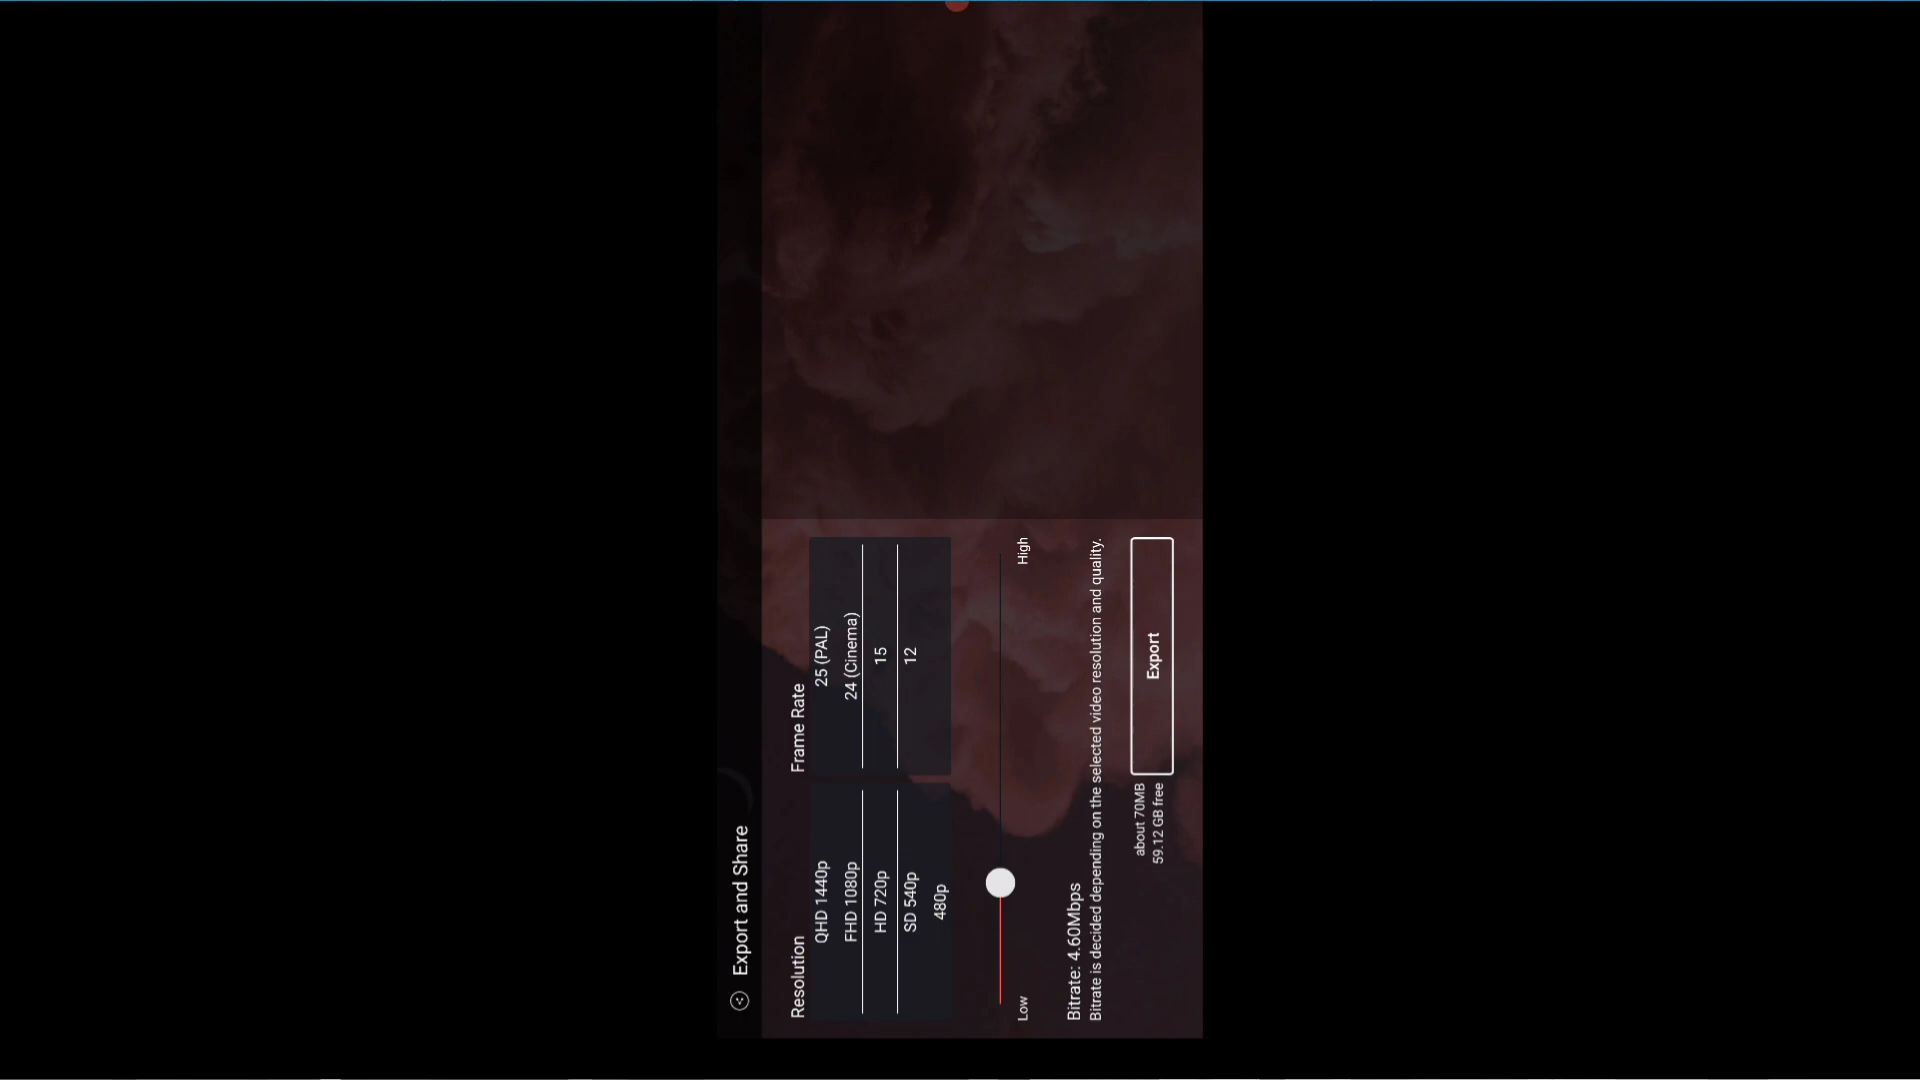 Export and Share
Resolution
QHD 1440p
FHD 1080p
HD 720p
SD 540p
480p
Frame Rate
25 (PAL)
24 (Cinema)
15
12
Low
High
Bitrate: 4.60Mbps
Bitrate is decided depending on the selected video resolution and quality.
about 70MB
59.12 GB free
Export